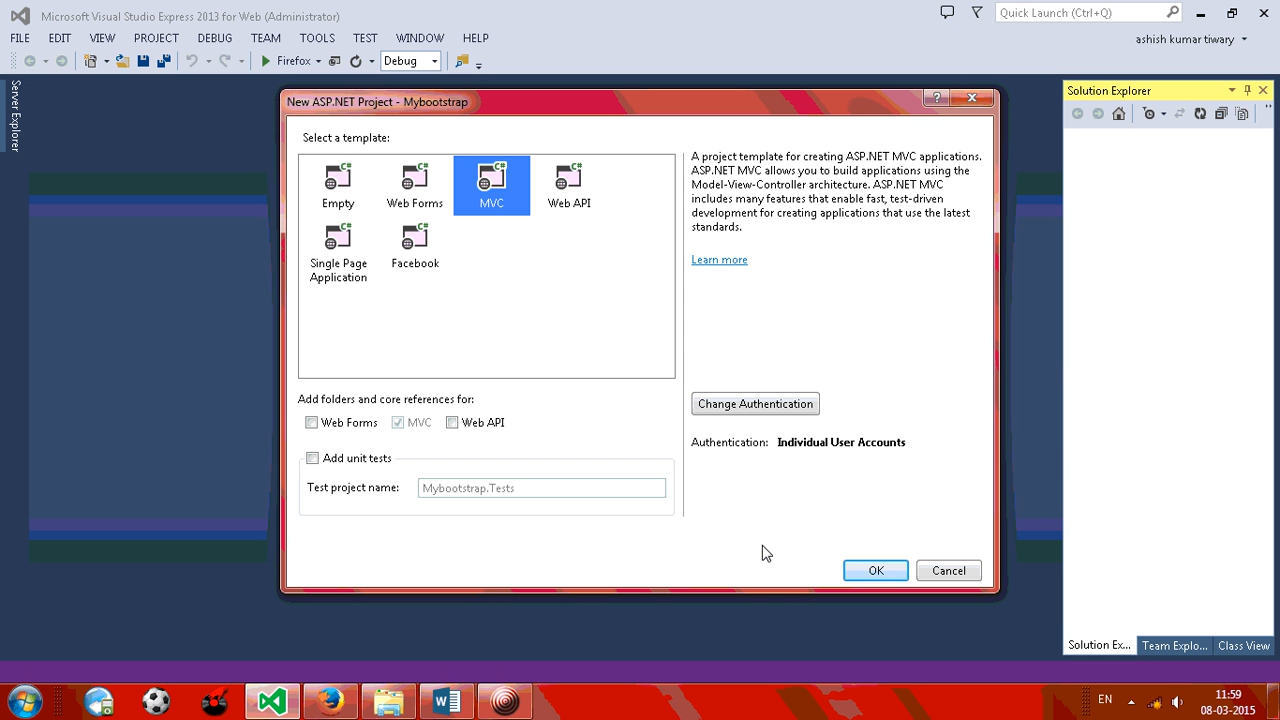 Microsoft Visual Studio Express 2013 for Web (Administrator)
Quick Launch (Ctrl+Q)
FILE EDIT VIEW PROJECT DEBUG TEAM TOOLS TEST WINDOW HELP
ashish kumar tiwary
Firefox
Debug
Server Explorer
New ASP.NET Project - Mybootstrap
?
Select a template:
C# C# C# C#
Empty Web Forms MVC Web API
C# C#
Single Page Application
Facebook
A project template for creating ASP.NET MVC applications.
ASP.NET MVC allows you to build applications using the
Model-View-Controller architecture. ASP.NET MVC
includes many features that enable fast, test-driven
development for creating applications that use the latest
standards.
Learn more
Add folders and core references for:
Web Forms MVC Web API
Add unit tests
Test project name: Mybootstrap.Tests
Change Authentication
Authentication: Individual User Accounts
OK Cancel
Solution Explorer
Solution Ex... Team Explo... Class View
EN
11:59
08-03-2015